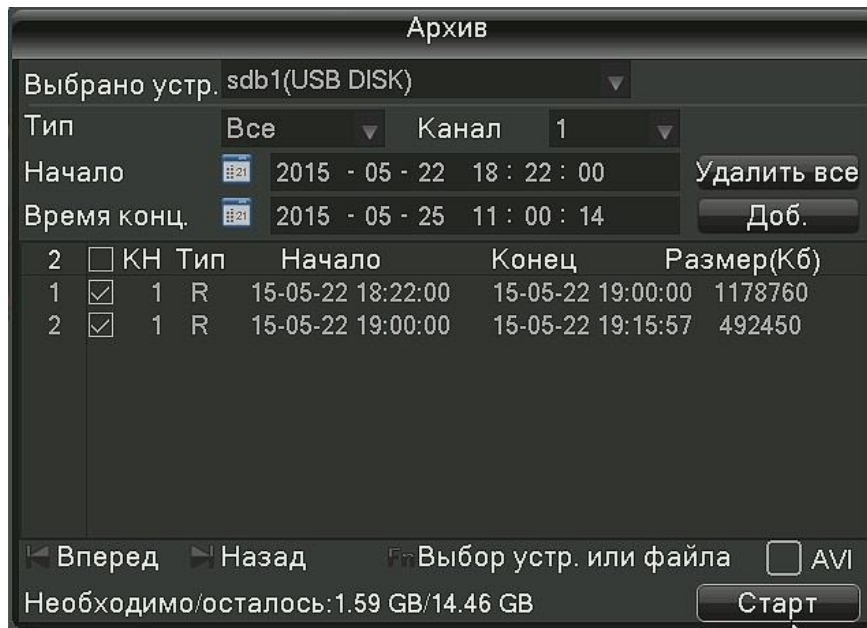 Архив
Выбрано устр. sdb1(USB DISK)
Тип Все Канал 1
Начало 2015 - 05 - 22 18 : 22 : 00 Удалить все
Время конц. 2015 - 05 - 25 11 : 00 : 14 Доб.
2 КН Тип Начало Конец Размер(Кб)
1 1 R 15-05-22 18:22:00 15-05-22 19:00:00 1178760
2 1 R 15-05-22 19:00:00 15-05-22 19:15:57 492450
Вперед Назад Fn Выбор устр. или файла AVI
Необходимо/осталось:1.59 GB/14.46 GB Старт